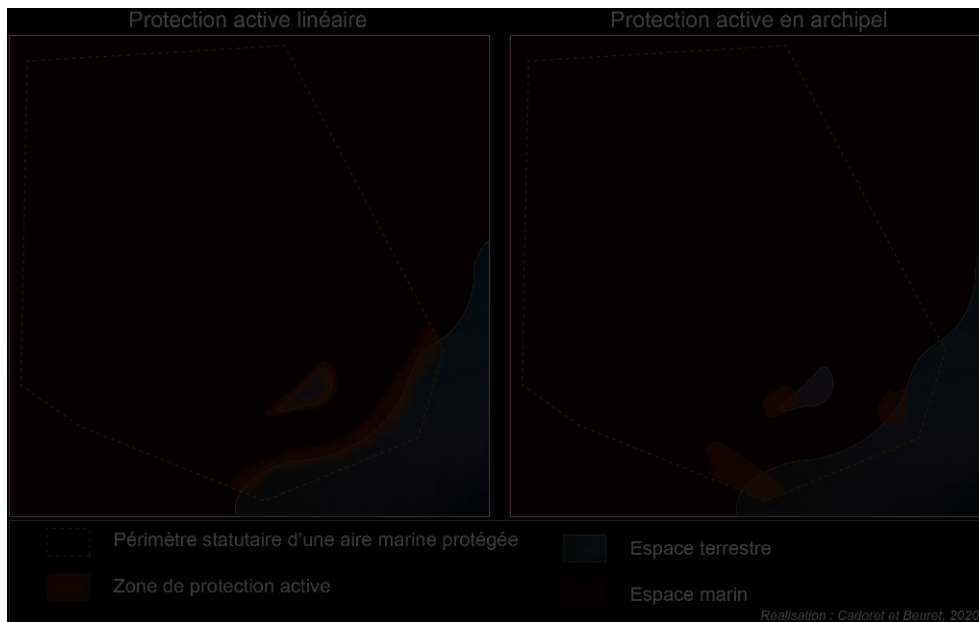 Protection active linéaire
Protection active en archipel
Périmètre statutaire d'une aire marine protégée
Zone de protection active
Espace terrestre
Espace marin
Réalisation : Cadoret et Beuret, 2020